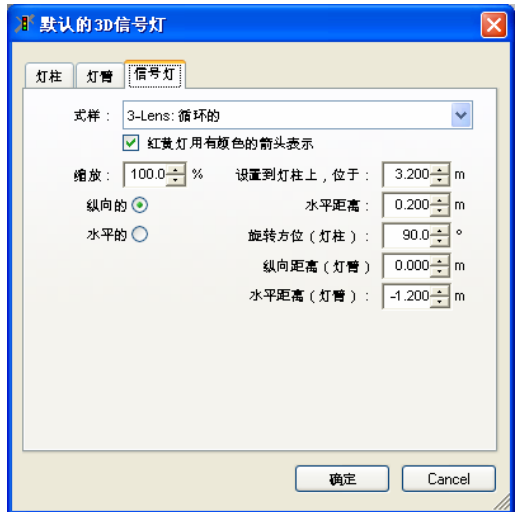 默认的3D信号灯
灯柱 灯臂 信号灯
式样： 3-Lens: 循环的
红黄灯用有颜色的箭头表示
缩放： 100.0 % 设置到灯柱上，位于： 3.200 m
纵向的 水平距离： 0.200 m
水平的 旋转方位（灯柱）： 90.0 °
纵向距离（灯臂） 0.000 m
水平距离（灯臂）： -1.200 m
确定 Cancel